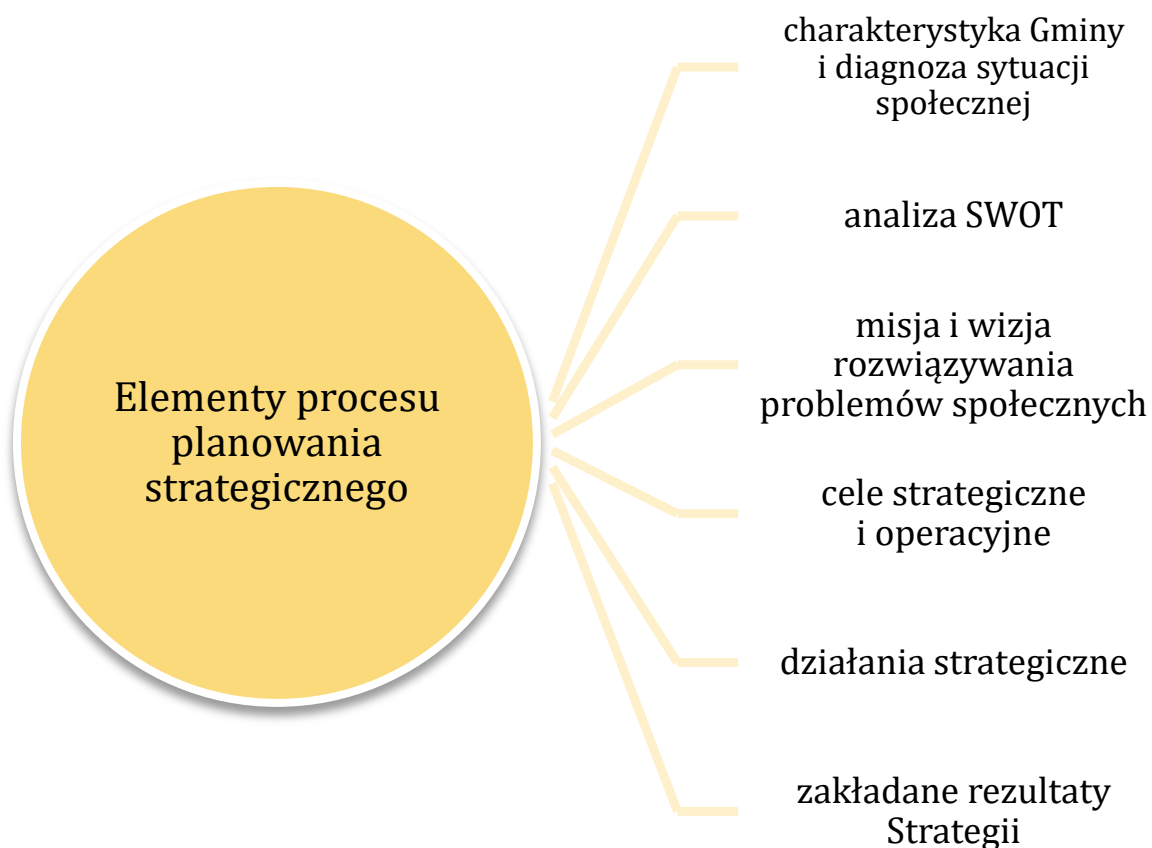 Elementy procesu
planowania
strategicznego
charakterystyka Gminy
i diagnoza sytuacji
społecznej
analiza SWOT
misja i wizja
rozwiązywania
problemów społecznych
cele strategiczne
i operacyjne
działania strategiczne
zakładane rezultaty
Strategii